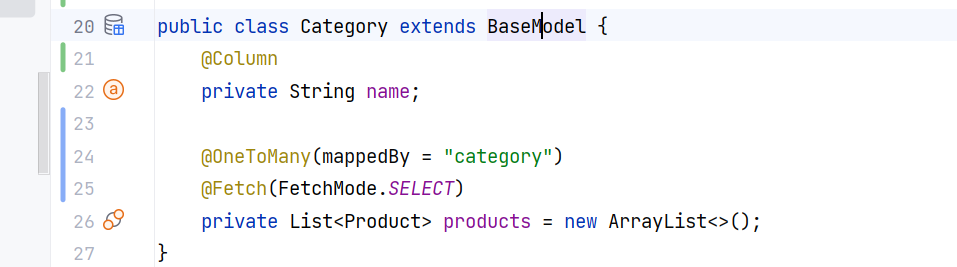 20 public class Category extends BaseModel {
21 @Column
22 a private String name;
23
24 @OneToMany(mappedBy = "category")
25 @Fetch(FetchMode.SELECT)
26 private List<Product> products = new ArrayList<>();
27 }